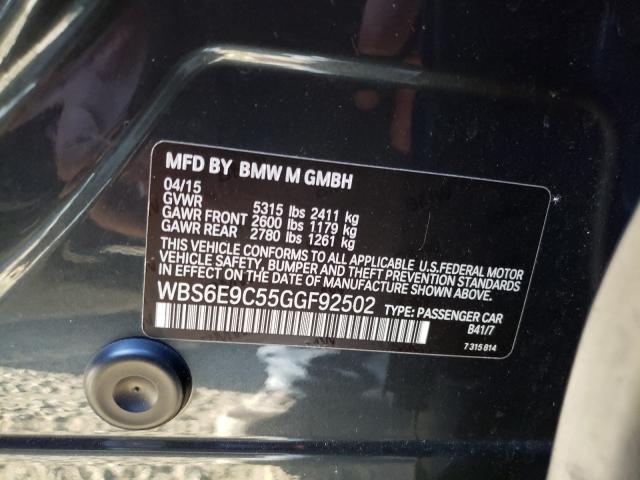 MFD BY BMW M GMBH
04/15
GVWR 5315 lbs 2411 kg
GAWR FRONT 2600 lbs 1179 kg
GAWR REAR 2780 lbs 1261 kg
THIS VEHICLE CONFORMS TO ALL APPLICABLE U.S.FEDERAL MOTOR
VEHICLE SAFETY, BUMPER AND THEFT PREVENTION STANDARDS
IN EFFECT ON THE DATE OF MANUFACTURE SHOWN ABOVE.
WBS6E9C55GGF92502 TYPE: PASSENGER CAR
B41/7
7 315 814